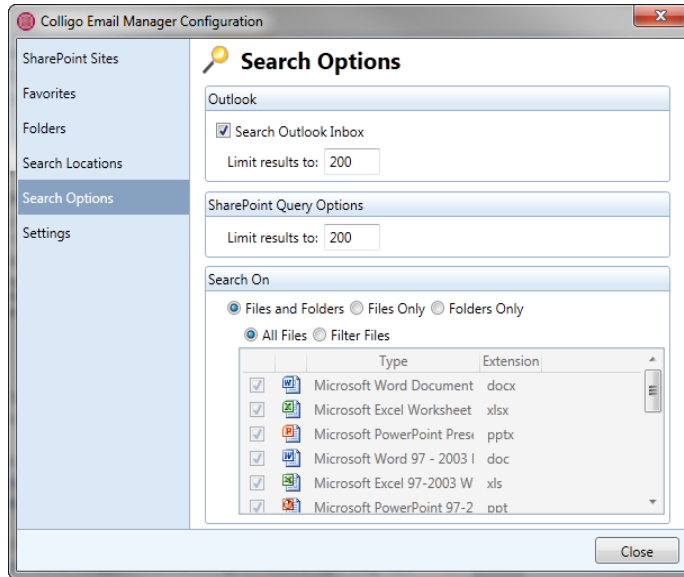 Colligo Email Manager Configuration
SharePoint Sites
Favorites
Folders
Search Locations
Search Options
Settings
Search Options
Outlook
Search Outlook Inbox
Limit results to: 200
SharePoint Query Options
Limit results to: 200
Search On
Files and Folders Files Only Folders Only
All Files Filter Files
Type Extension
Microsoft Word Document docx
Microsoft Excel Worksheet xlsx
Microsoft PowerPoint Prese pptx
Microsoft Word 97 - 2003 doc
Microsoft Excel 97-2003 W xls
Microsoft PowerPoint 97-2 ppt
Close